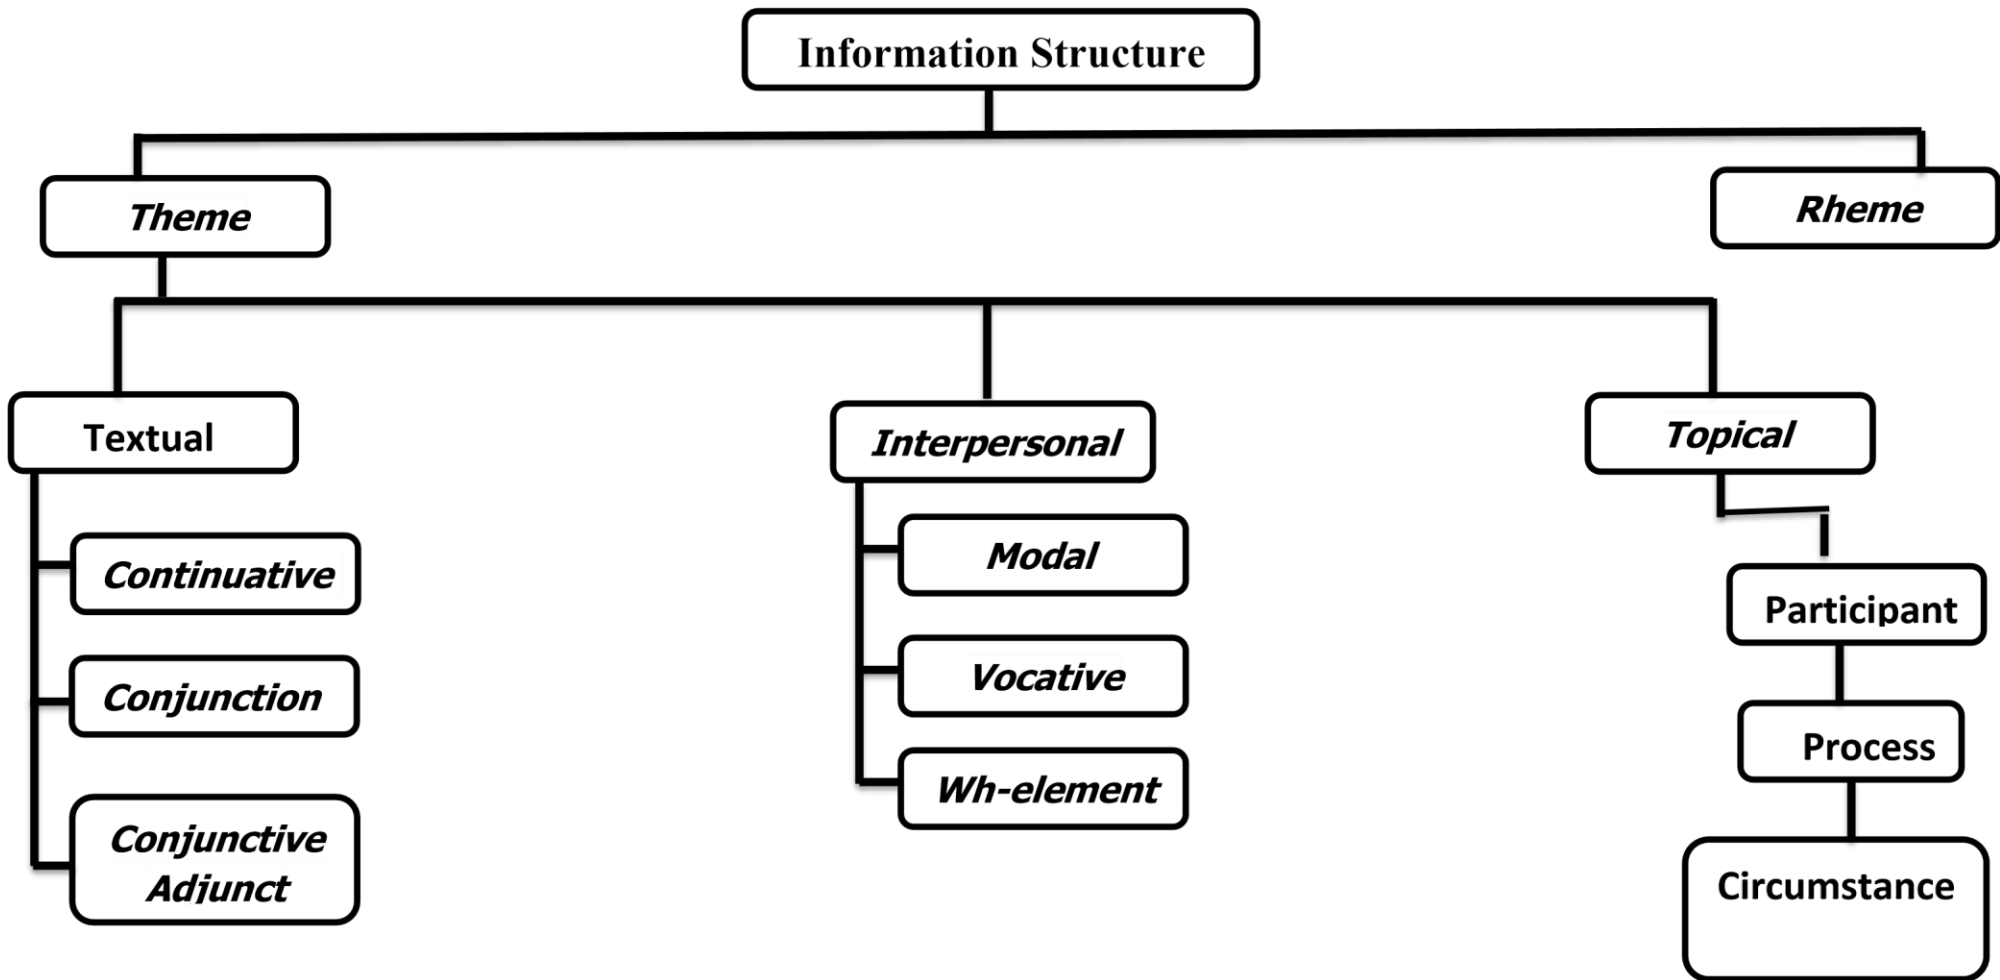 Information Structure
Theme
Rheme
Textual
Interpersonal
Topical
Continuative
Conjunction
Conjunctive
Adjunct
Modal
Vocative
Wh-element
Participant
Process
Circumstance